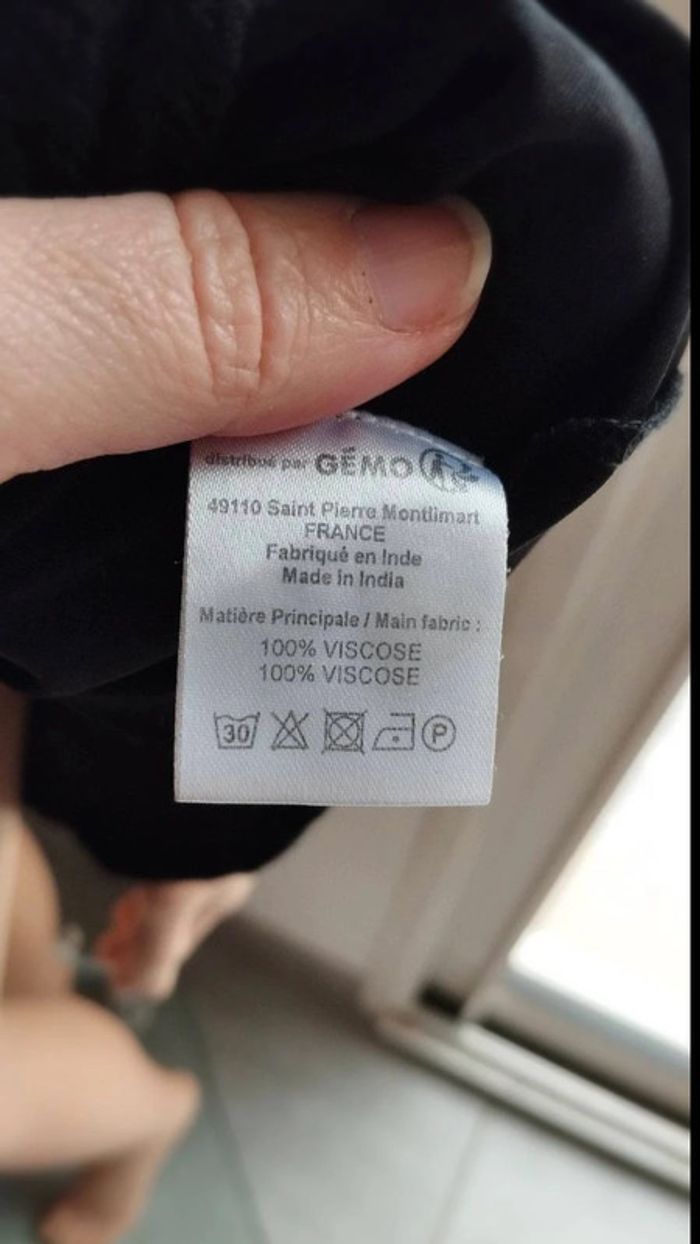 distribué par GÉMO
49110 Saint Pierre Montlimart
FRANCE
Fabriqué en Inde
Made in India
Matière Principale / Main fabric :
100% VISCOSE
100% VISCOSE
30 P